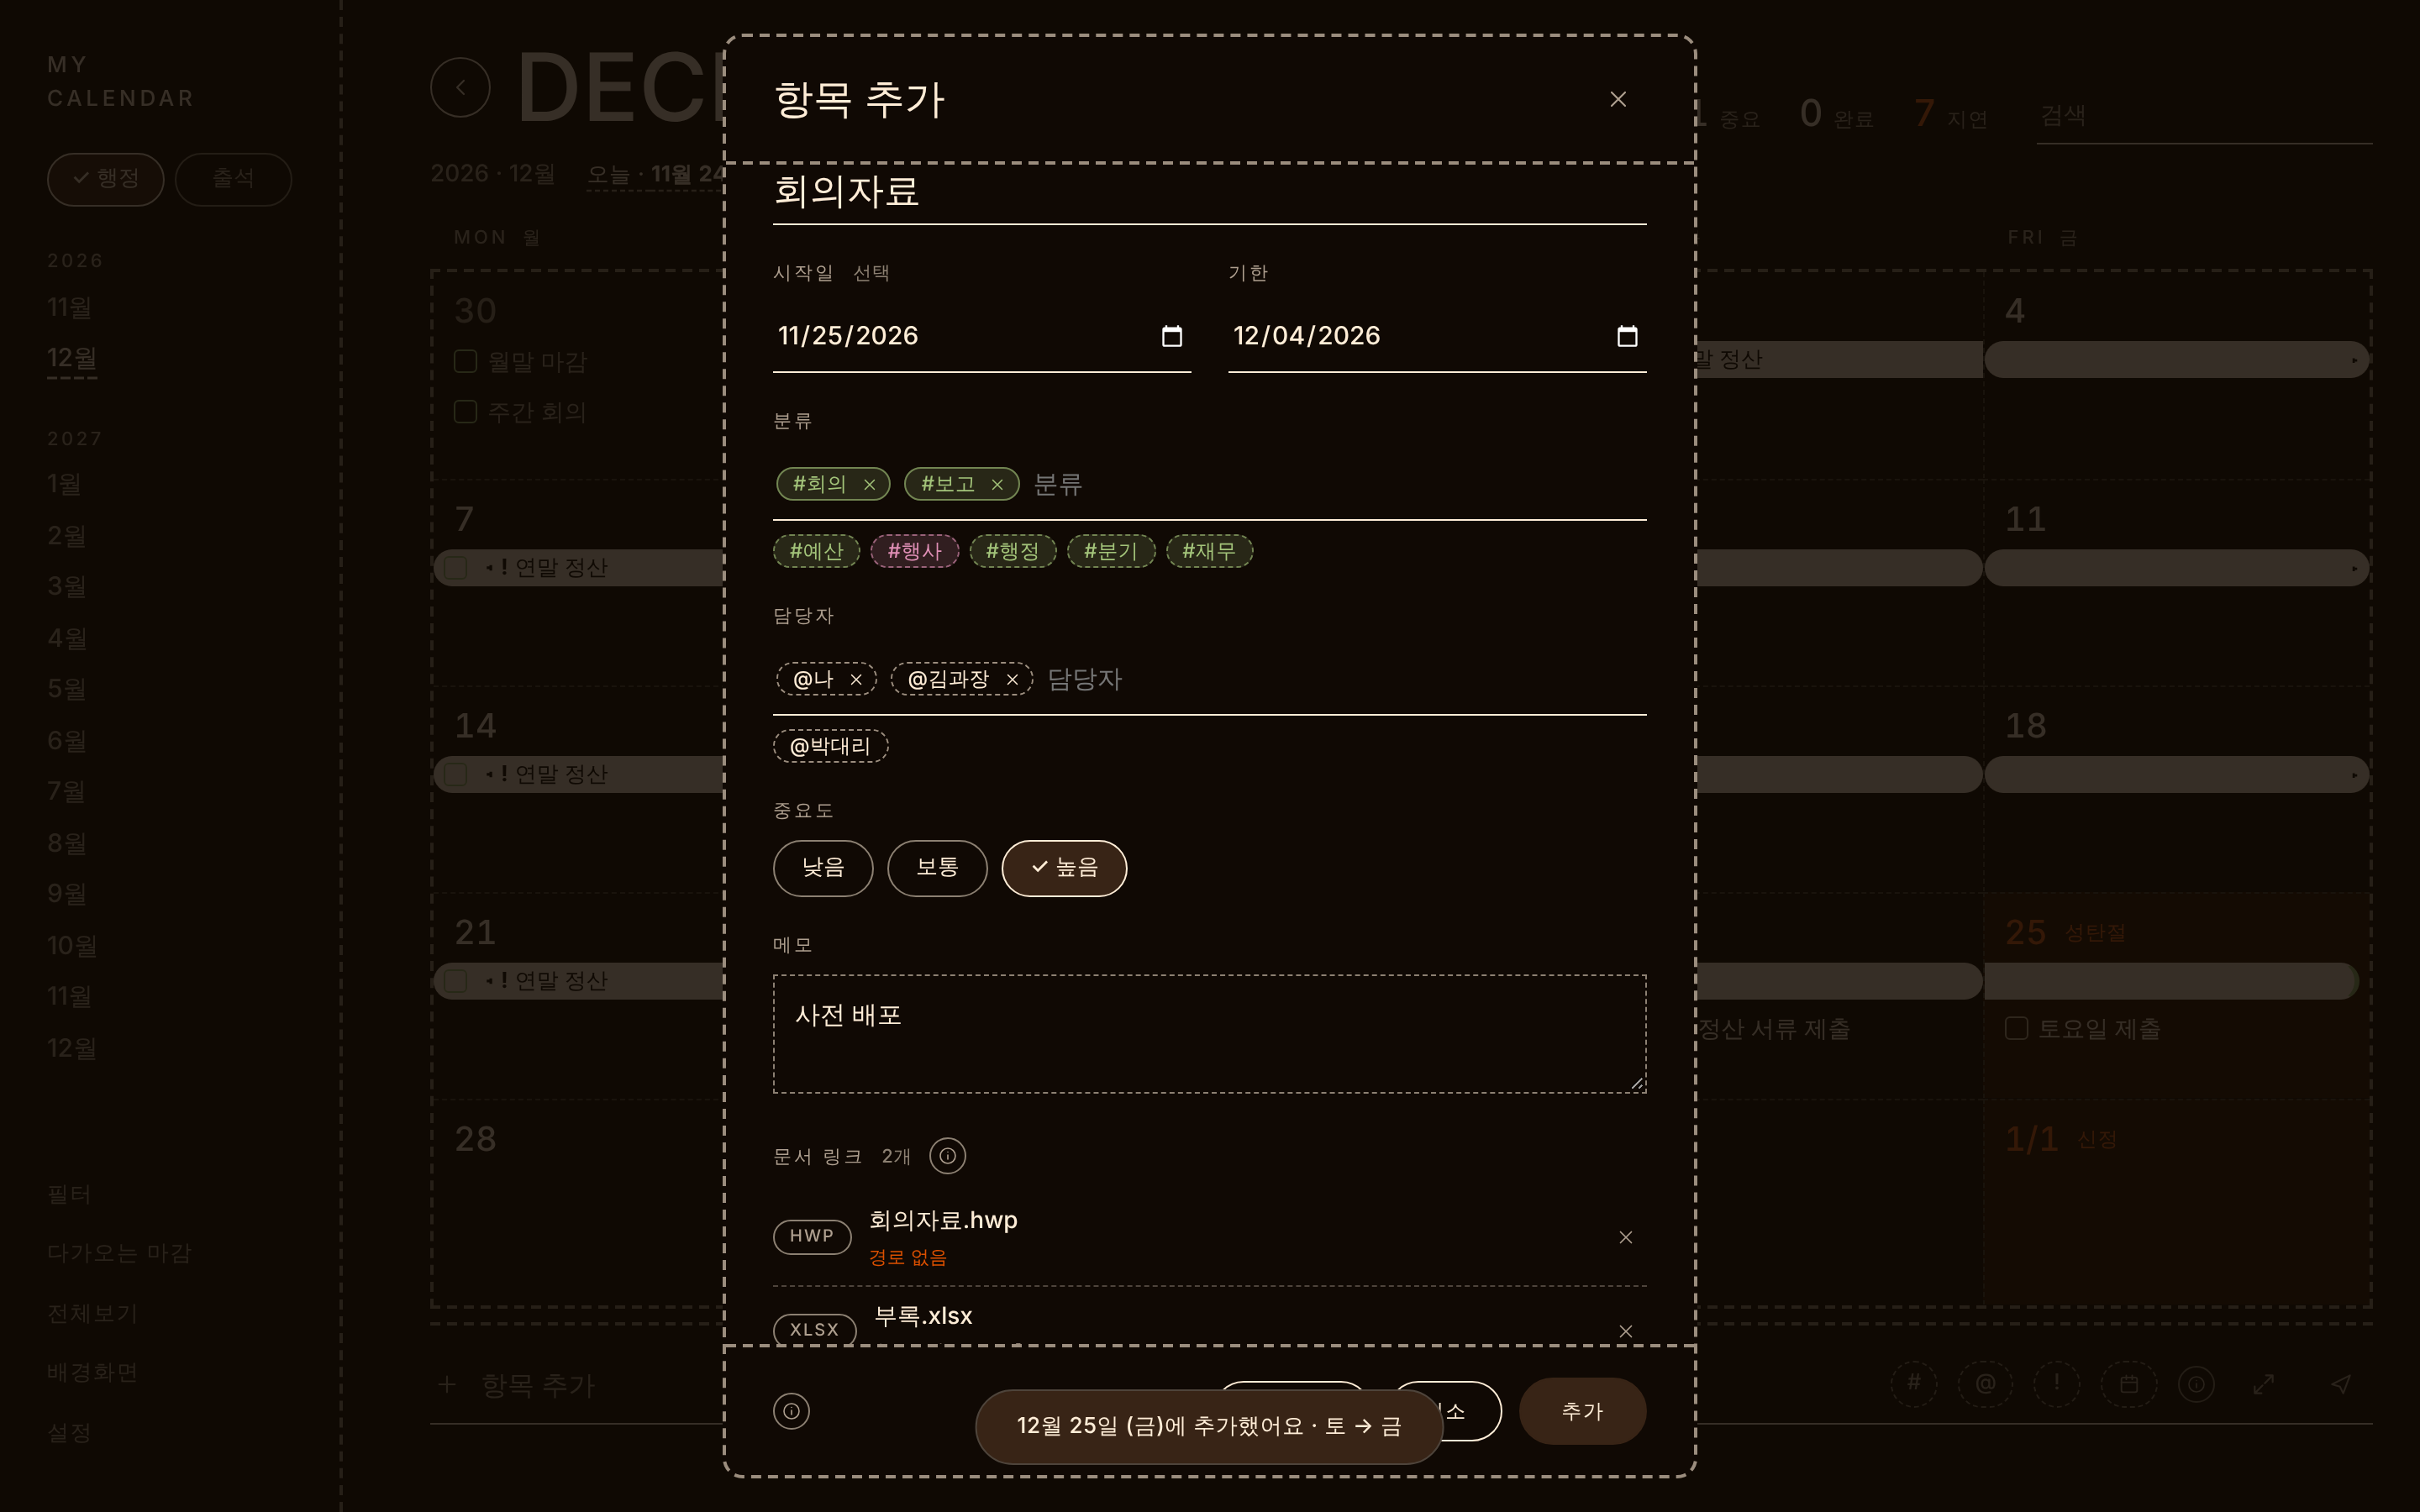 MY
CALENDAR
행정
출석
2026
11월
12월
2027
1월
2월
3월
4월
5월
6월
7월
8월
9월
10월
11월
12월
필터
다가오는 마감
전체보기
배경화면
설정
중요
0 완료
7 지연
검색
2026 · 12월
오늘 · 11월 24
MON 월
FRI 금
30
월말 마감
주간 회의
4
정산
7
! 연말 정산
11
14
! 연말 정산
18
21
! 연말 정산
정산 서류 제출
25 성탄절
토요일 제출
28
1/1 신정
+ 항목 추가
# @ !
항목 추가
회의자료
시작일 선택
기한
11/25/2026
12/04/2026
분류
#회의 #보고 분류
#예산 #행사 #행정 #분기 #재무
담당자
@나 @김과장 담당자
@박대리
중요도
낮음 보통 높음
메모
사전 배포
문서 링크 2개
HWP 회의자료.hwp
경로 없음
XLSX 부록.xlsx
추가
12월 25일 (금)에 추가했어요 · 토 → 금